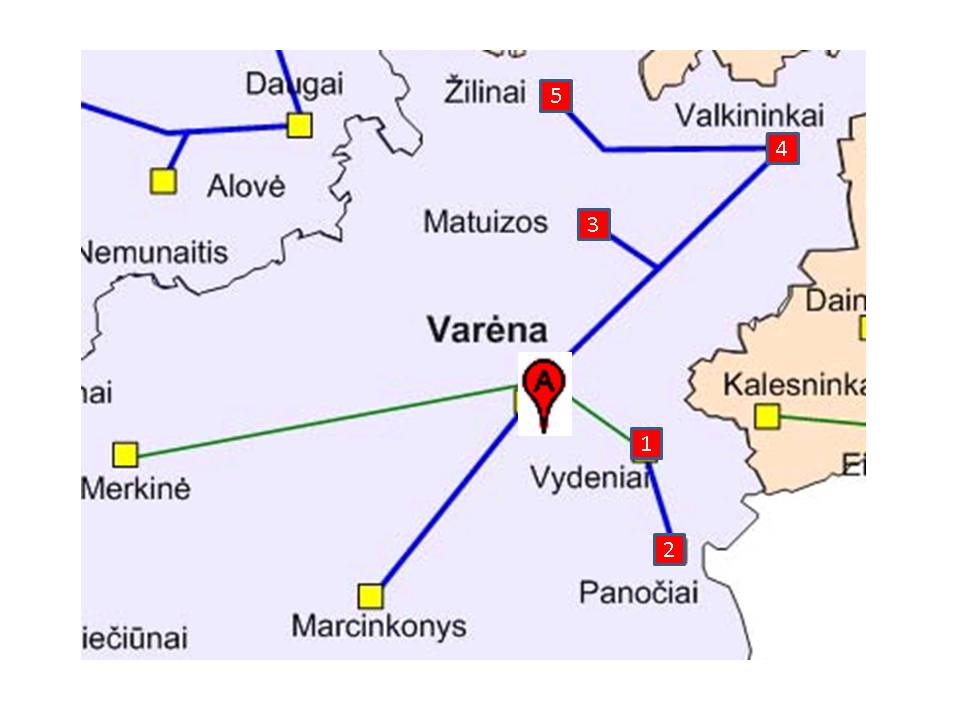 Daugai
Žilinai
5
Valkininkai
4
Alovė
Matuizos
3
Nemunaitis
Dain
Varėna
A
nai
Kalesninka
1
Merkinė
Vydeniai
Ei
2
Panočiai
Marcinkonys
iečiūnai